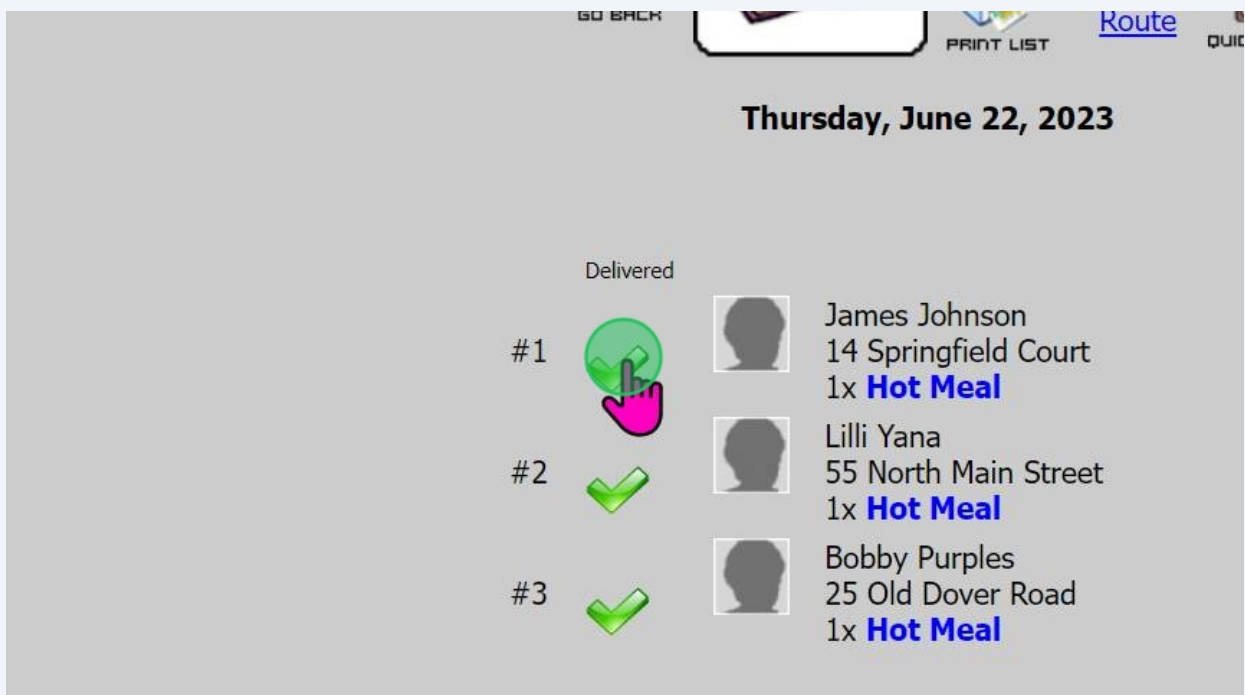 GO BACK
PRINT LIST
Route
Thursday, June 22, 2023
Delivered
#1
James Johnson
14 Springfield Court
1x Hot Meal
#2
Lilli Yana
55 North Main Street
1x Hot Meal
#3
Bobby Purples
25 Old Dover Road
1x Hot Meal